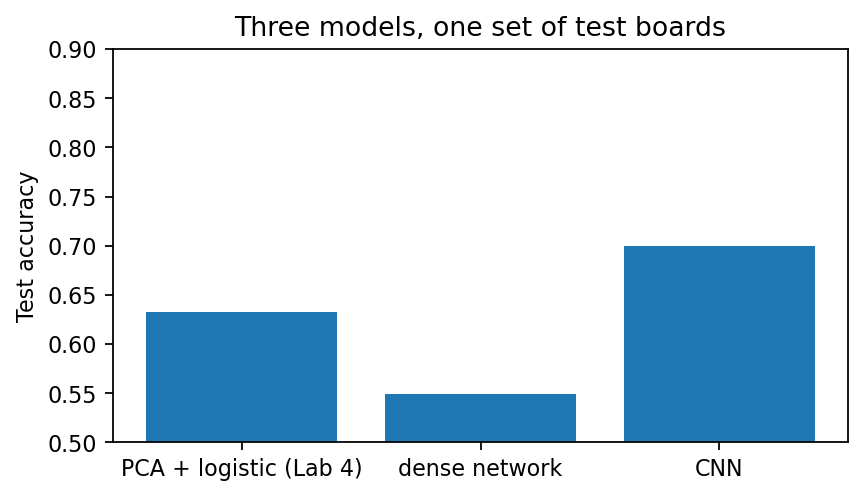 Three models, one set of test boards
Test accuracy
0.90
0.85
0.80
0.75
0.70
0.65
0.60
0.55
0.50
PCA + logistic (Lab 4)
dense network
CNN